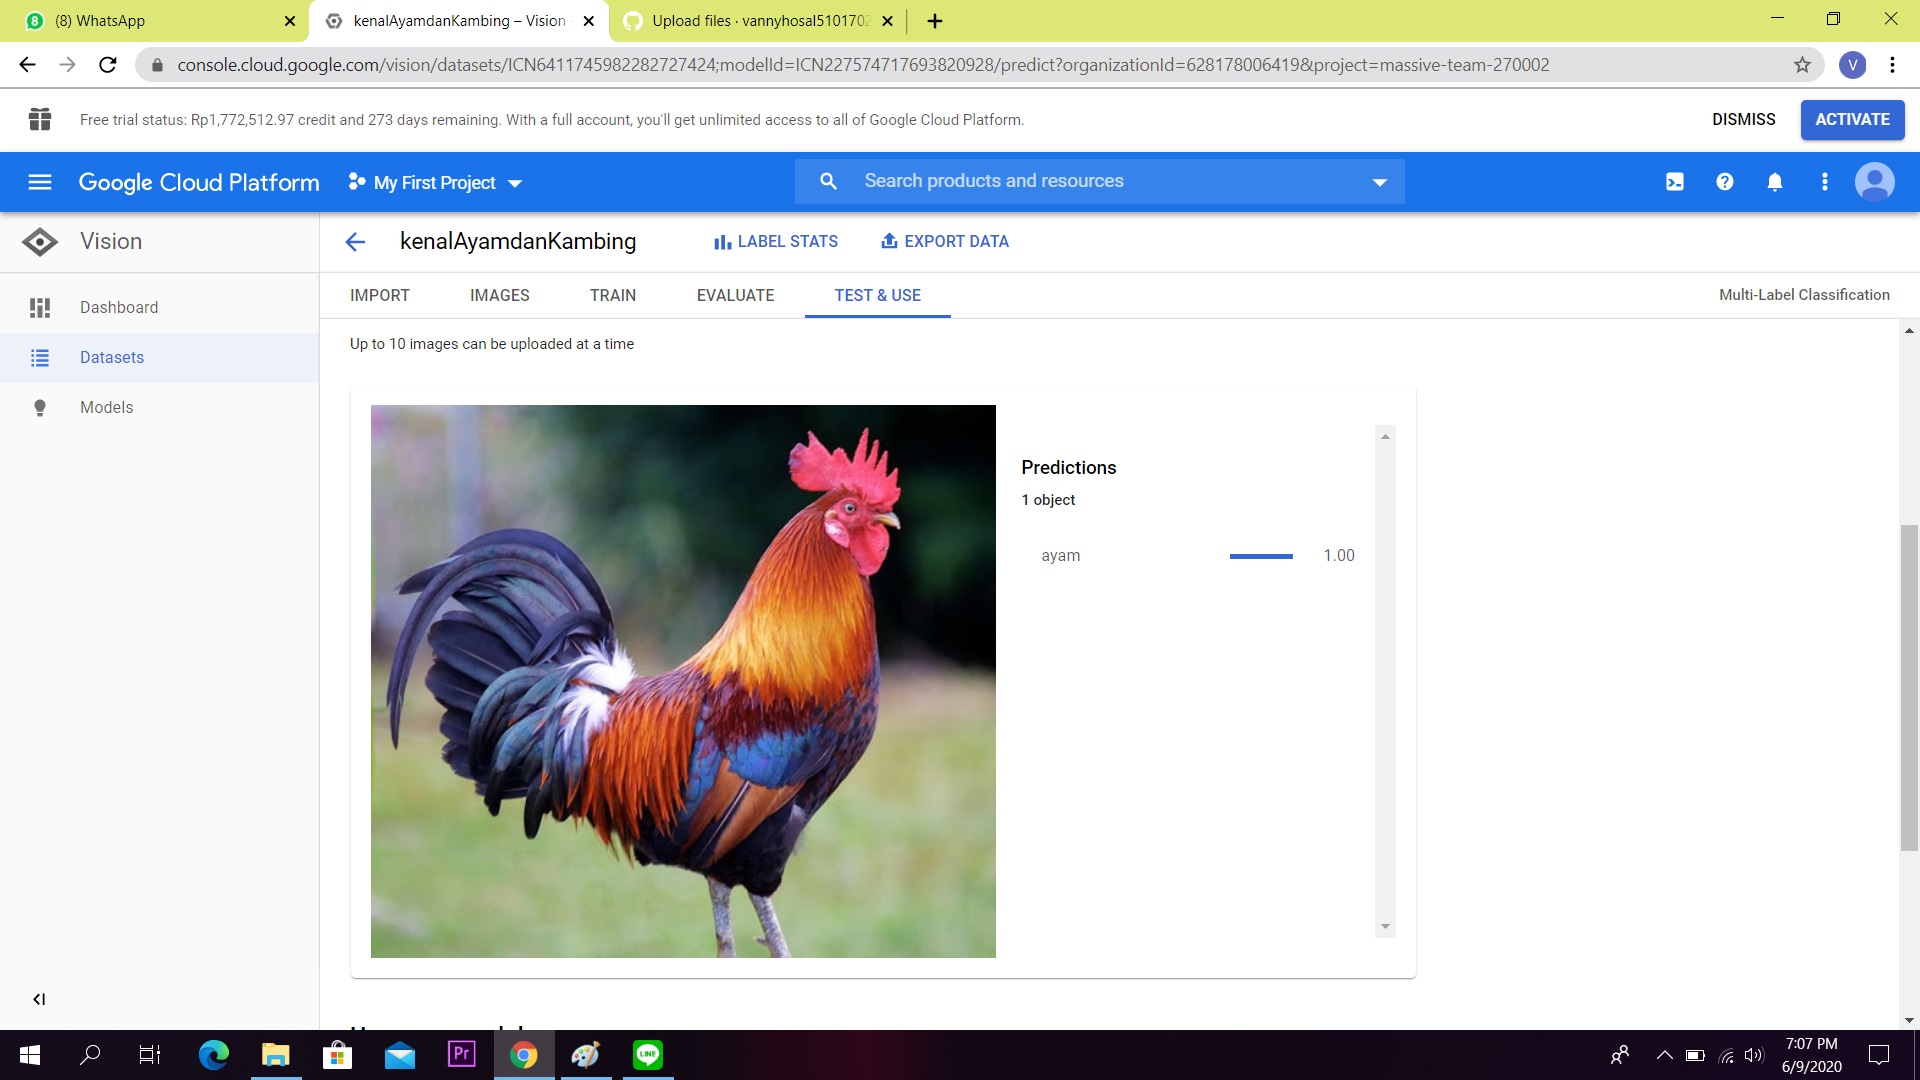 (8) WhatsApp
kenalAyamdanKambing – Vision
Upload files · vannyhosal5101702
console.cloud.google.com/vision/datasets/ICN6411745982282727424;modelId=ICN227574717693820928/predict?organizationId=628178006419&project=massive-team-270002
V
Free trial status: Rp1,772,512.97 credit and 273 days remaining. With a full account, you'll get unlimited access to all of Google Cloud Platform.
DISMISS
ACTIVATE
Google Cloud Platform
My First Project
Search products and resources
Vision
kenalAyamdanKambing
LABEL STATS
EXPORT DATA
Dashboard
Datasets
Models
IMPORT
IMAGES
TRAIN
EVALUATE
TEST & USE
Multi-Label Classification
Up to 10 images can be uploaded at a time
Predictions
1 object
ayam
1.00
Pr
LINE
7:07 PM
6/9/2020